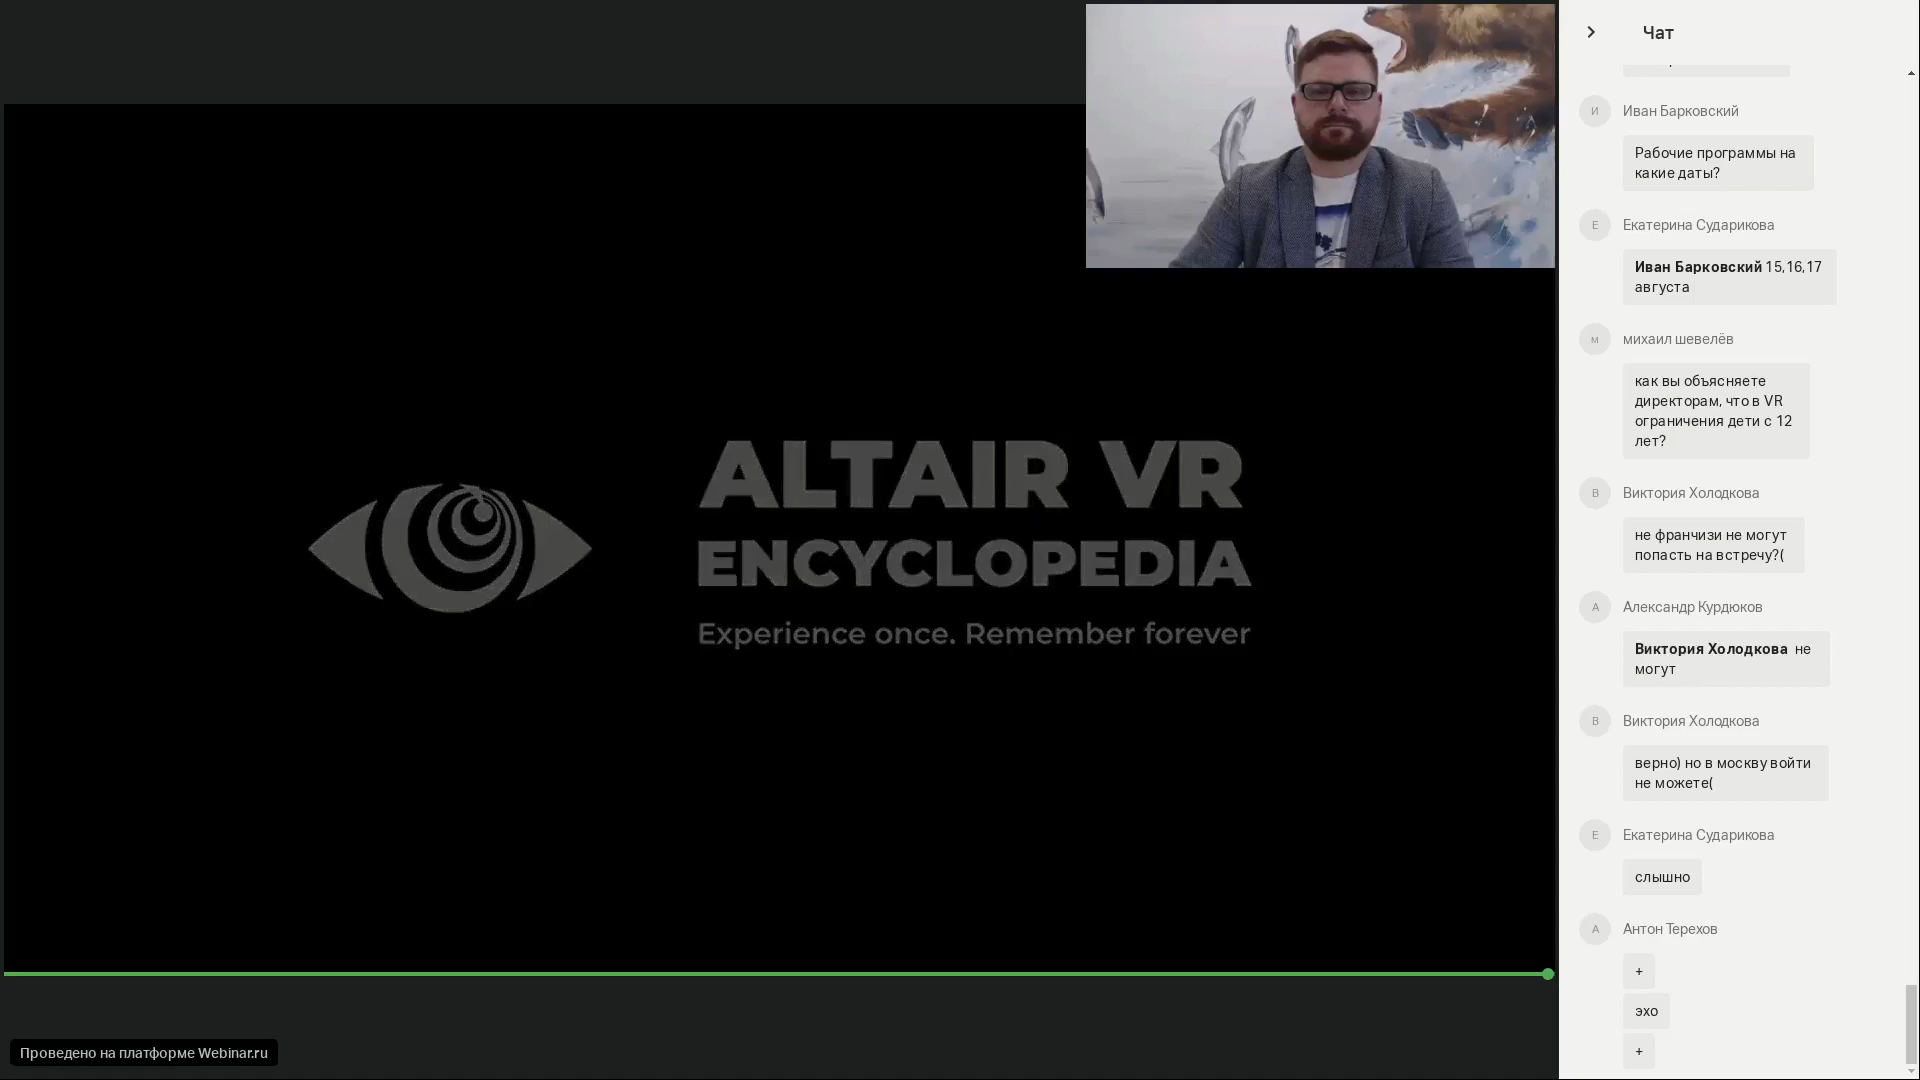 ALTAIR VR
ENCYCLOPEDIA
Experience once. Remember forever
Проведено на платформе Webinar.ru
Чат
И
Иван Барковский
Рабочие программы на
какие даты?
Е
Екатерина Сударикова
Иван Барковский 15,16,17
августа
м
михаил шевелёв
как вы объясняете
директорам, что в VR
ограничения дети с 12
лет?
В
Виктория Холодкова
не франчизи не могут
попасть на встречу?(
А
Александр Курдюков
Виктория Холодкова не
могут
В
Виктория Холодкова
верно) но в москву войти
не можете(
Е
Екатерина Сударикова
слышно
А
Антон Терехов
+
эхо
+